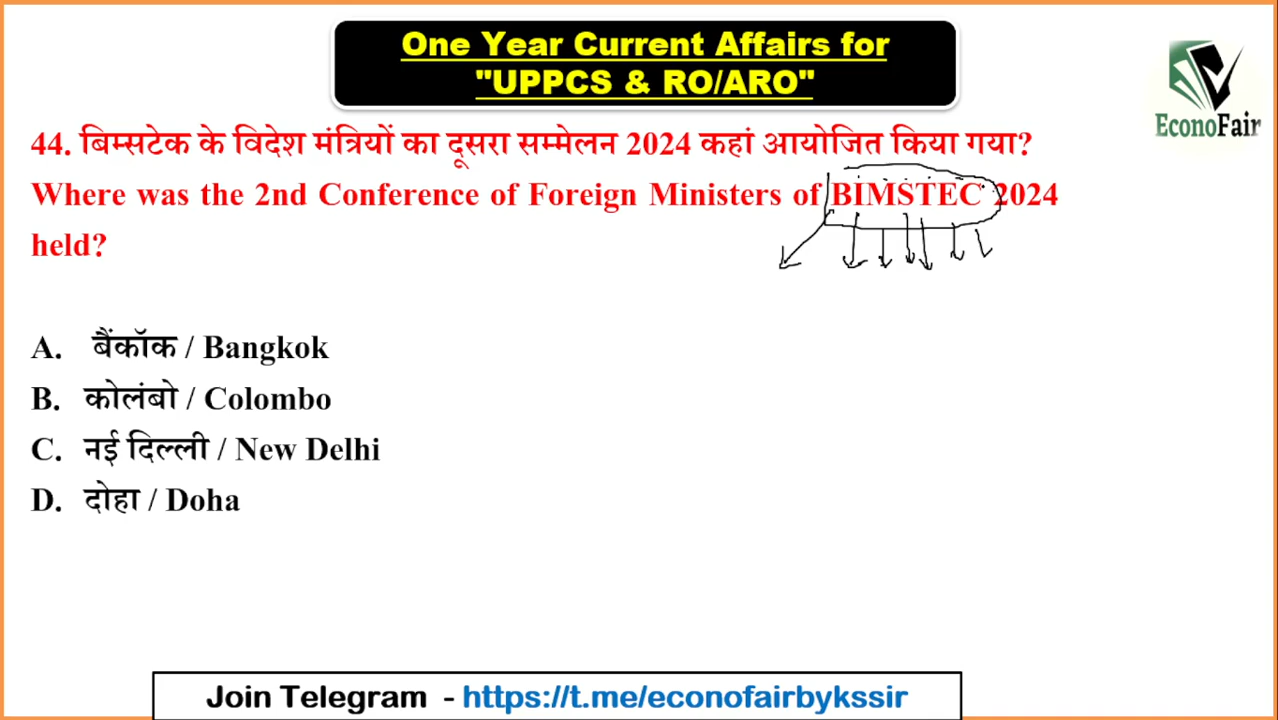 One Year Current Affairs for
"UPPCS & RO/ARO"
EconoFair
44. बिम्सटेक के विदेश मंत्रियों का दूसरा सम्मेलन 2024 कहां आयोजित किया गया?
Where was the 2nd Conference of Foreign Ministers of BIMSTEC 2024
held?
A. बैंकॉक / Bangkok
B. कोलंबो / Colombo
C. नई दिल्ली / New Delhi
D. दोहा / Doha
Join Telegram - https://t.me/econofairbykssir